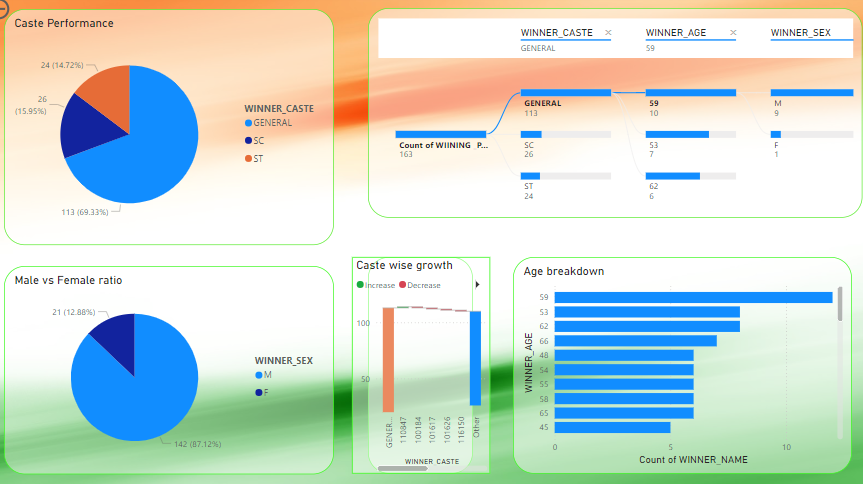 Caste Performance
24 (14.72%)
26
(15.95%)
113 (69.33%)
WINNER_CASTE
GENERAL
SC
ST
WINNER_CASTE
GENERAL
WINNER_AGE
59
WINNER_SEX
Count of WIINING P...
163
GENERAL
113
SC
26
ST
24
59
10
53
7
62
6
M
9
F
1
Male vs Female ratio
21 (12.88%)
142 (87.12%)
WINNER_SEX
M
F
Caste wise growth
Increase
Decrease
100
50
GENER...
110847
100184
101617
101626
116150
Other
WINNER_CASTE
Age breakdown
WINNER_AGE
59
53
62
66
48
54
55
58
65
45
0
5
10
Count of WINNER_NAME